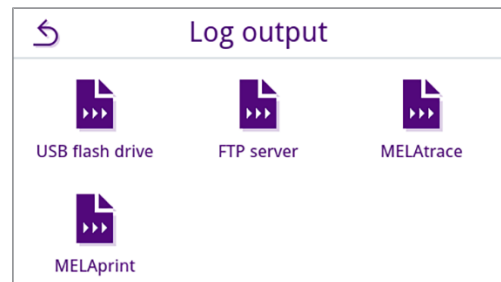 Log output
USB flash drive
FTP server
MELAtrace
MELAprint